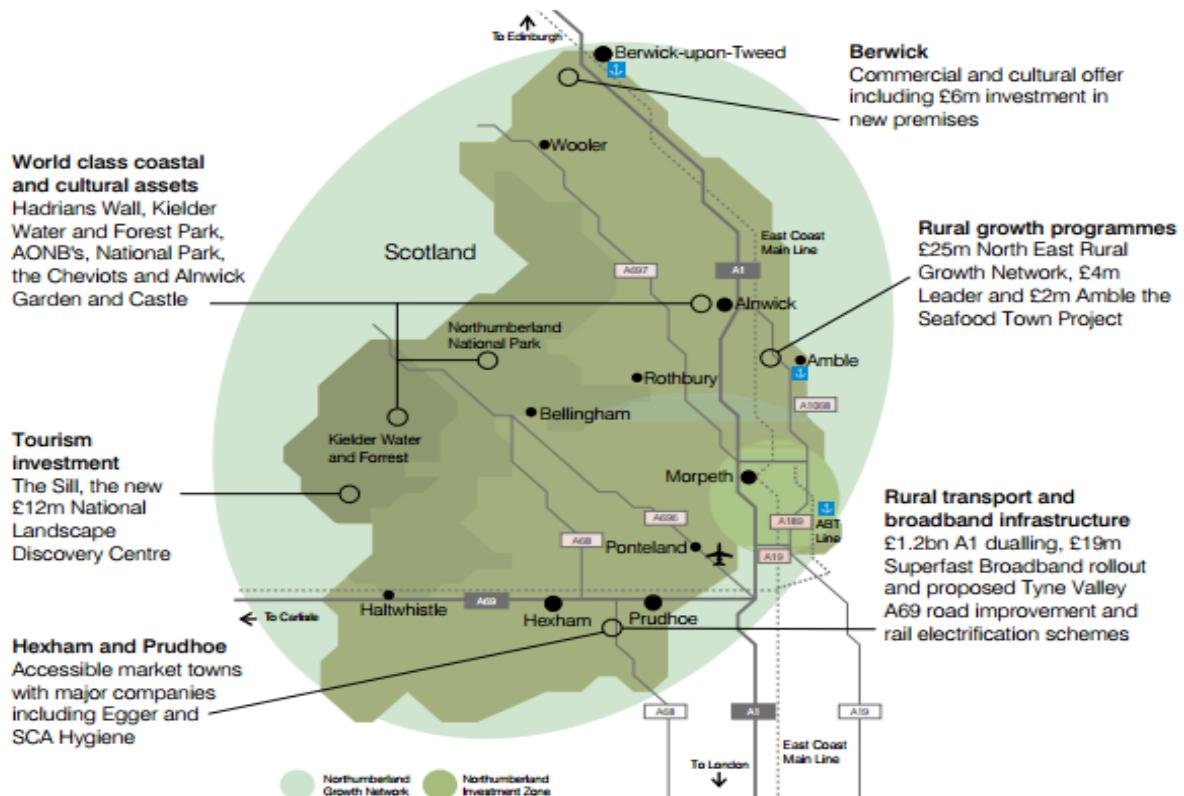 To Edinburgh
Berwick-upon-Tweed
Berwick
Commercial and cultural offer
including £6m investment in
new premises
Wooler
World class coastal
and cultural assets
Hadrians Wall, Kielder
Water and Forest Park,
AONB's, National Park,
the Cheviots and Alnwick
Garden and Castle
Scotland
East Coast
Main Line
A697
A1
Rural growth programmes
£25m North East Rural
Growth Network, £4m
Leader and £2m Amble the
Seafood Town Project
Alnwick
Northumberland
National Park
Amble
Rothbury
A1068
Bellingham
Kielder Water
and Forrest
Tourism
investment
The Sill, the new
£12m National
Landscape
Discovery Centre
Morpeth
Rural transport and
broadband infrastructure
£1.2bn A1 dualling, £19m
Superfast Broadband rollout
and proposed Tyne Valley
A69 road improvement and
rail electrification schemes
A189
ABT
Line
A696
A68
Ponteland
A19
Haltwhistle
A69
Hexham
Prudhoe
To Carlisle
Hexham and Prudhoe
Accessible market towns
with major companies
including Egger and
SCA Hygiene
A68
A1
A19
East Coast
Main Line
To London
Northumberland
Growth Network
Northumberland
Investment Zone